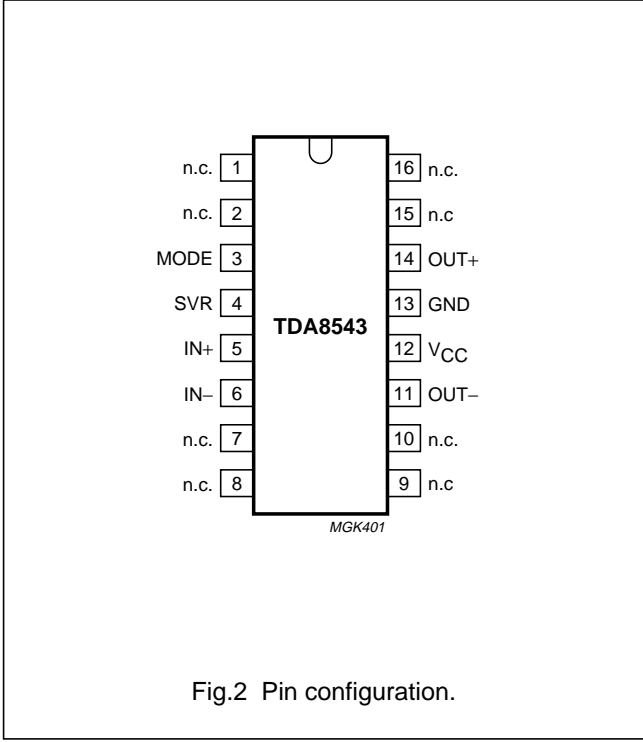 n.c. 1
n.c. 2
MODE 3
SVR 4
IN+ 5
IN− 6
n.c. 7
n.c. 8
TDA8543
16 n.c.
15 n.c
14 OUT+
13 GND
12 VCC
11 OUT−
10 n.c.
9 n.c
MGK401
Fig.2 Pin configuration.